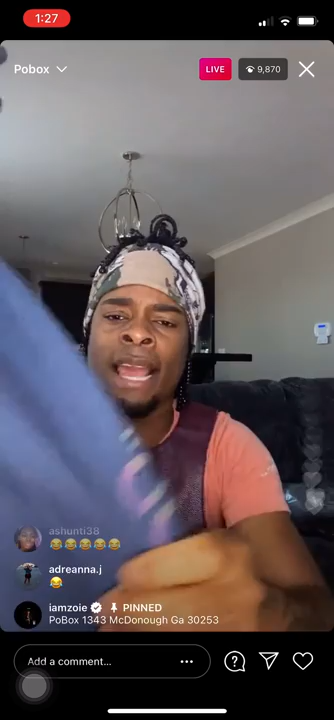 1:27
Pobox
LIVE
9,870
ashunti38
😂😂😂😂😂
adreanna.j
😂
iamzoie PINNED
PoBox 1343 McDonough Ga 30253
Add a comment...